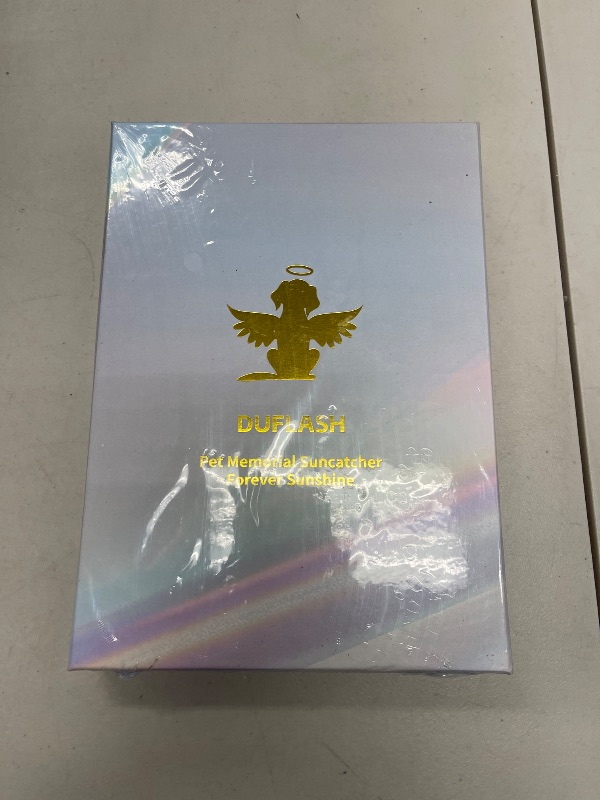 DUFLASH
Pet Memorial Suncatcher
Forever Sunshine